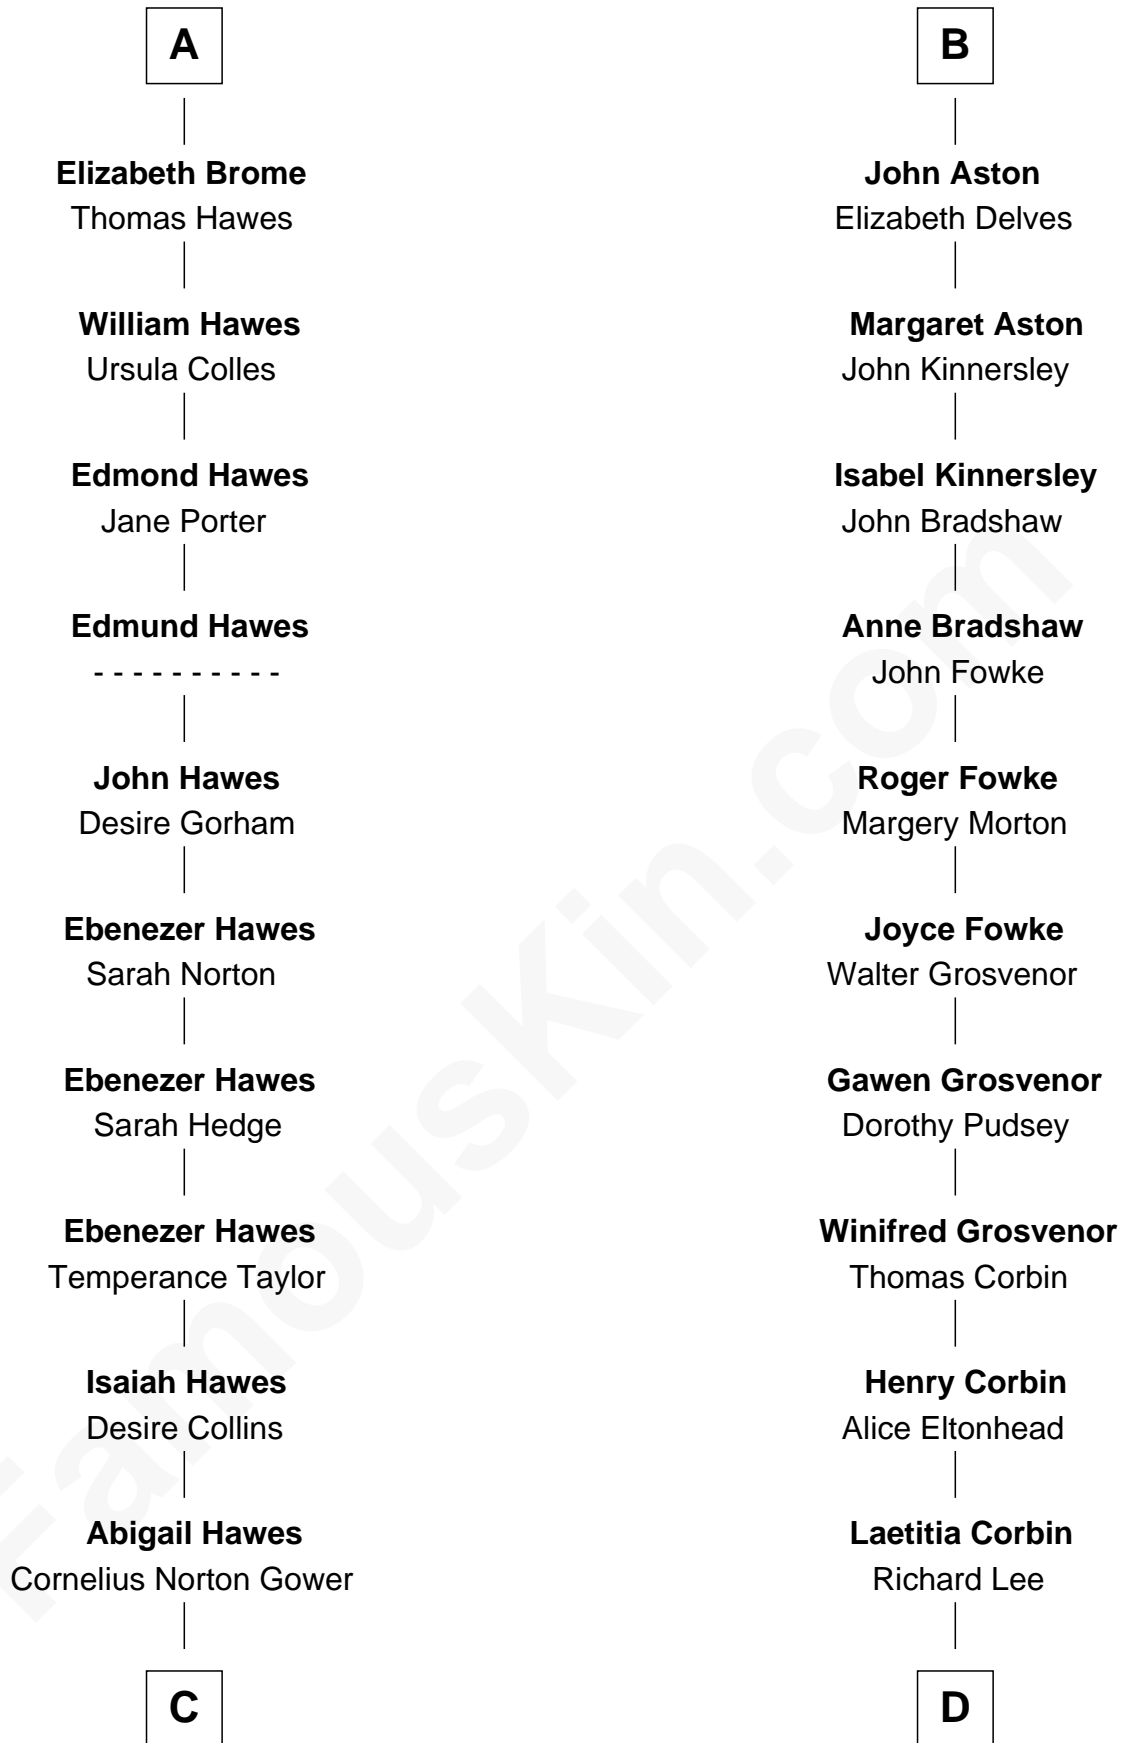 A
Elizabeth Brome
Thomas Hawes
William Hawes
Ursula Colles
Edmond Hawes
Jane Porter
Edmund Hawes
- - - - - - - - - -
John Hawes
Desire Gorham
Ebenezer Hawes
Sarah Norton
Ebenezer Hawes
Sarah Hedge
Ebenezer Hawes
Temperance Taylor
Isaiah Hawes
Desire Collins
Abigail Hawes
Cornelius Norton Gower
C
B
John Aston
Elizabeth Delves
Margaret Aston
John Kinnersley
Isabel Kinnersley
John Bradshaw
Anne Bradshaw
John Fowke
Roger Fowke
Margery Morton
Joyce Fowke
Walter Grosvenor
Gawen Grosvenor
Dorothy Pudsey
Winifred Grosvenor
Thomas Corbin
Henry Corbin
Alice Eltonhead
Laetitia Corbin
Richard Lee
D
FamousKin.com